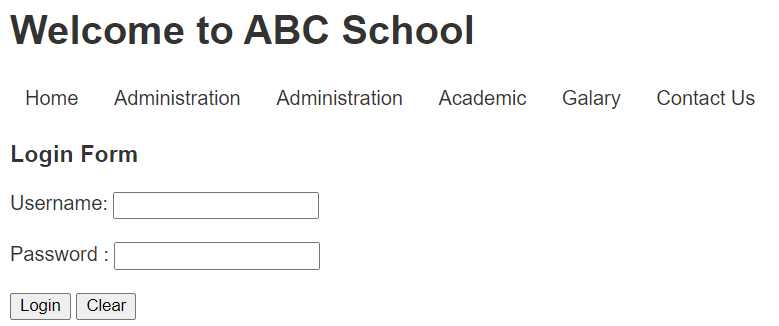 Welcome to ABC School
Home Administration Administration Academic Galary Contact Us
Login Form
Username:
Password :
Login Clear